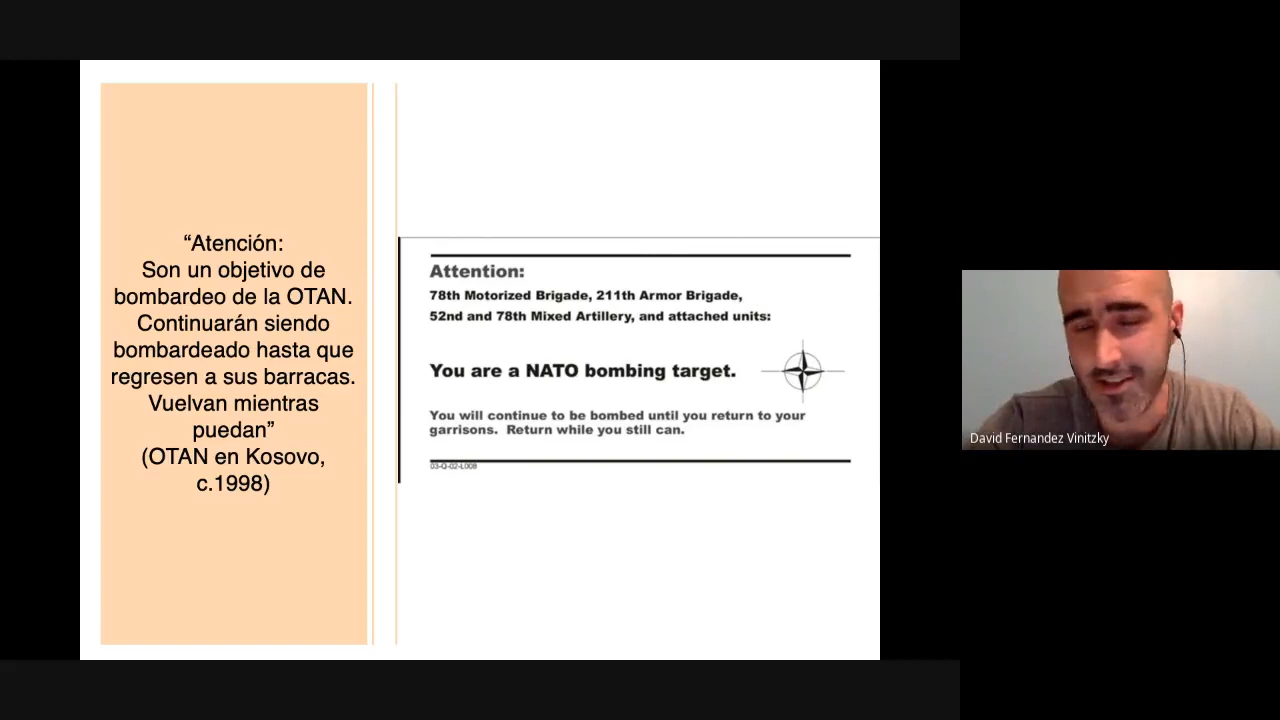 “Atención:
Son un objetivo de
bombardeo de la OTAN.
Continuarán siendo
bombardeado hasta que
regresen a sus barracas.
Vuelvan mientras
puedan”
(OTAN en Kosovo,
c.1998)
Attention:
78th Motorized Brigade, 211th Armor Brigade,
52nd and 78th Mixed Artillery, and attached units:
You are a NATO bombing target.
You will continue to be bombed until you return to your
garrisons. Return while you still can.
03-Q-02-L008
David Fernandez Vinitzky